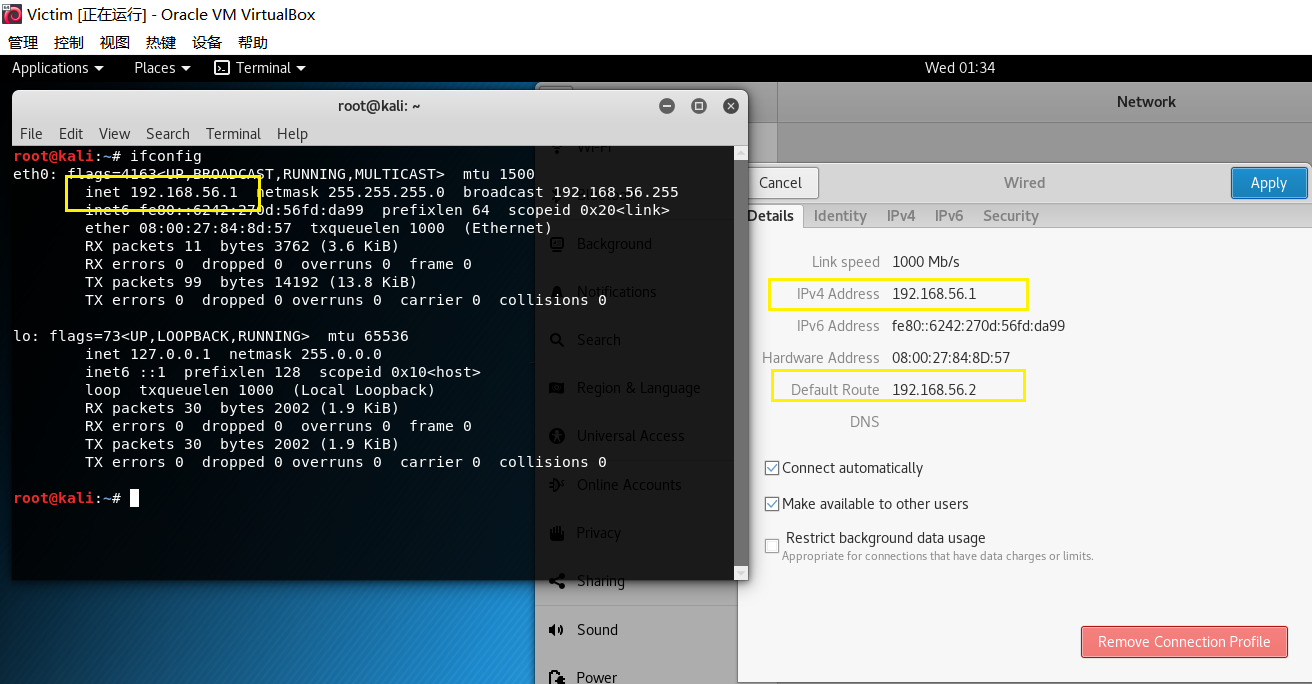 Victim [正在运行] - Oracle VM VirtualBox
管理 控制 视图 热键 设备 帮助
Applications Places Terminal Wed 01:34
root@kali: ~
File Edit View Search Terminal Help
root@kali:~# ifconfig
eth0: flags=4163<UP,BROADCAST,RUNNING,MULTICAST>  mtu 1500
inet 192.168.56.1 netmask 255.255.255.0  broadcast 192.168.56.255
inet6 fe80::6242:270d:56fd:da99  prefixlen 64  scopeid 0x20<link>
ether 08:00:27:84:8d:57  txqueuelen 1000  (Ethernet)
RX packets 11  bytes 3762 (3.6 KiB)
RX errors 0  dropped 0  overruns 0  frame 0
TX packets 99  bytes 14192 (13.8 KiB)
TX errors 0  dropped 0 overruns 0  carrier 0  collisions 0
lo: flags=73<UP,LOOPBACK,RUNNING>  mtu 65536
inet 127.0.0.1  netmask 255.0.0.0
inet6 ::1  prefixlen 128  scopeid 0x10<host>
loop  txqueuelen 1000  (Local Loopback)
RX packets 30  bytes 2002 (1.9 KiB)
RX errors 0  dropped 0  overruns 0  frame 0
TX packets 30  bytes 2002 (1.9 KiB)
TX errors 0  dropped 0 overruns 0  carrier 0  collisions 0
root@kali:~#
Wi-Fi
Background
Notifications
Search
Region & Language
Universal Access
Online Accounts
Privacy
Sharing
Sound
Power
Network
Cancel Wired Apply
Details Identity IPv4 IPv6 Security
Link speed 1000 Mb/s
IPv4 Address 192.168.56.1
IPv6 Address fe80::6242:270d:56fd:da99
Hardware Address 08:00:27:84:8D:57
Default Route 192.168.56.2
DNS
Connect automatically
Make available to other users
Restrict background data usage
Appropriate for connections that have data charges or limits.
Remove Connection Profile